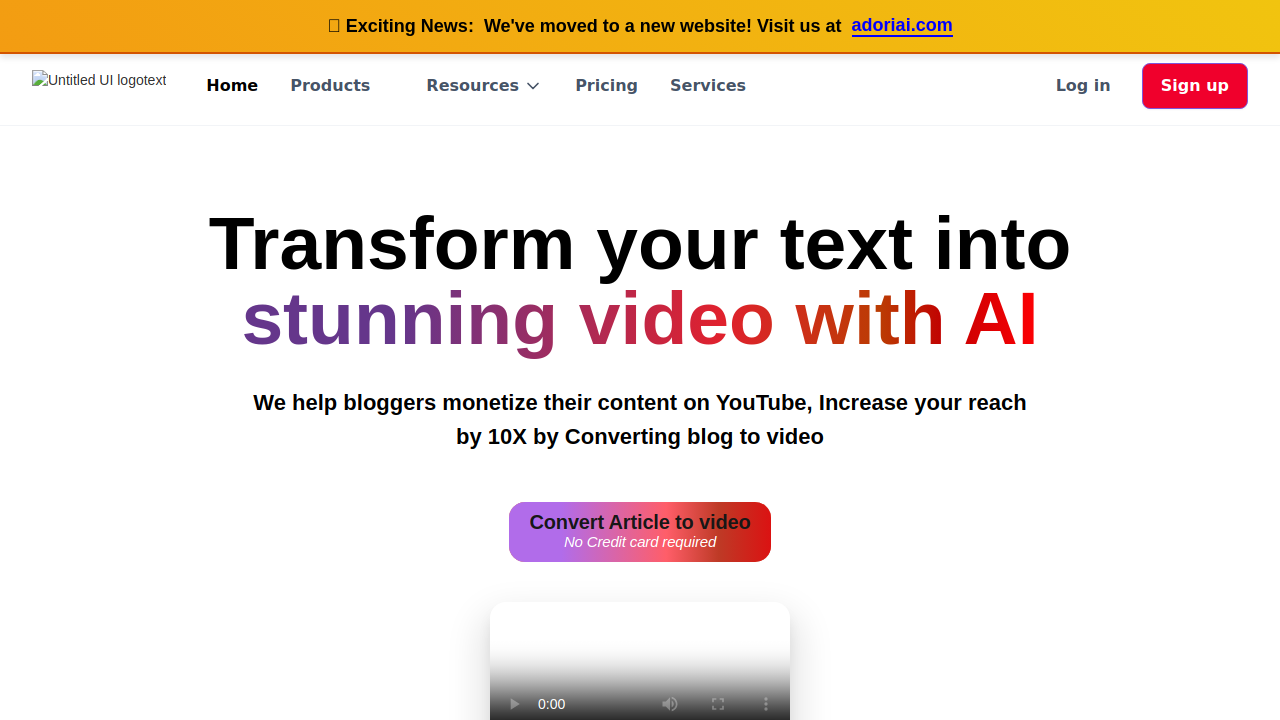 Exciting News: We've moved to a new website! Visit us at adoriai.com
Untitled UI logotext Home Products Resources Pricing Services Log in Sign up
Transform your text into
stunning video with AI
We help bloggers monetize their content on YouTube, Increase your reach
by 10X by Converting blog to video
Convert Article to video
No Credit card required
0:00